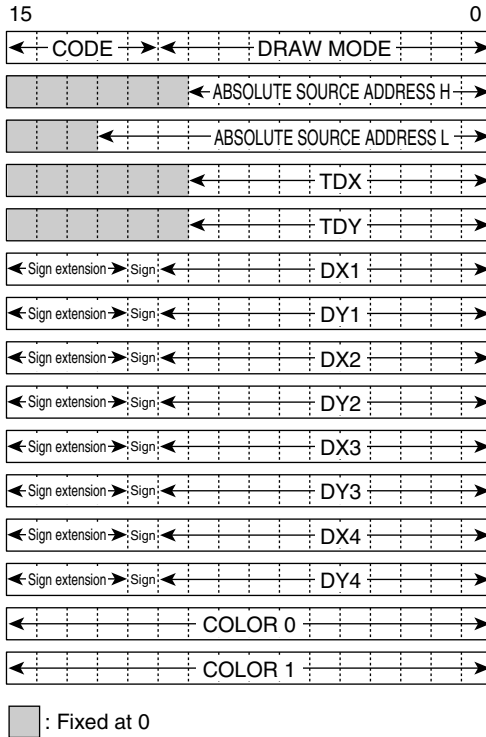 15 0
CODE DRAW MODE
ABSOLUTE SOURCE ADDRESS H
ABSOLUTE SOURCE ADDRESS L
TDX
TDY
Sign extension Sign DX1
Sign extension Sign DY1
Sign extension Sign DX2
Sign extension Sign DY2
Sign extension Sign DX3
Sign extension Sign DY3
Sign extension Sign DX4
Sign extension Sign DY4
COLOR 0
COLOR 1
: Fixed at 0